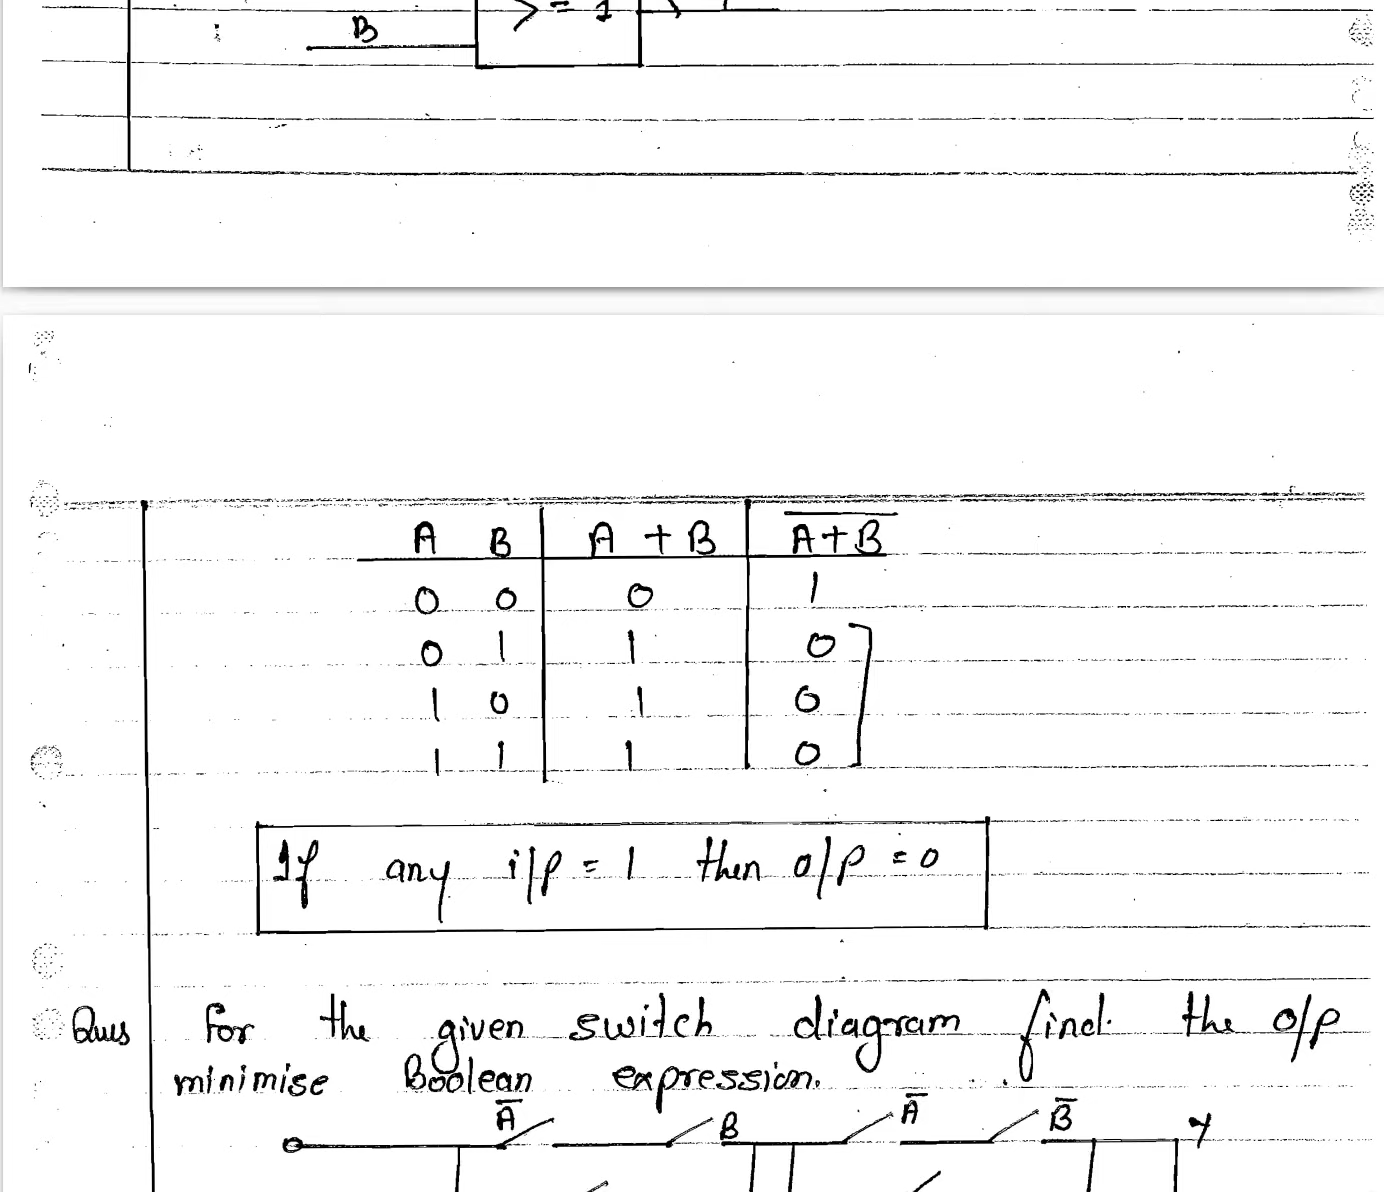 B
>= 1
A B A + B A+B
0 0 0 1
0 1 1 0
1 0 1 0
1 1 1 0
If any i/p = 1 then o/p = 0
Ques For the given switch diagram find the o/p
minimise Boolean expression.
A̅ B A̅ B̅ Y